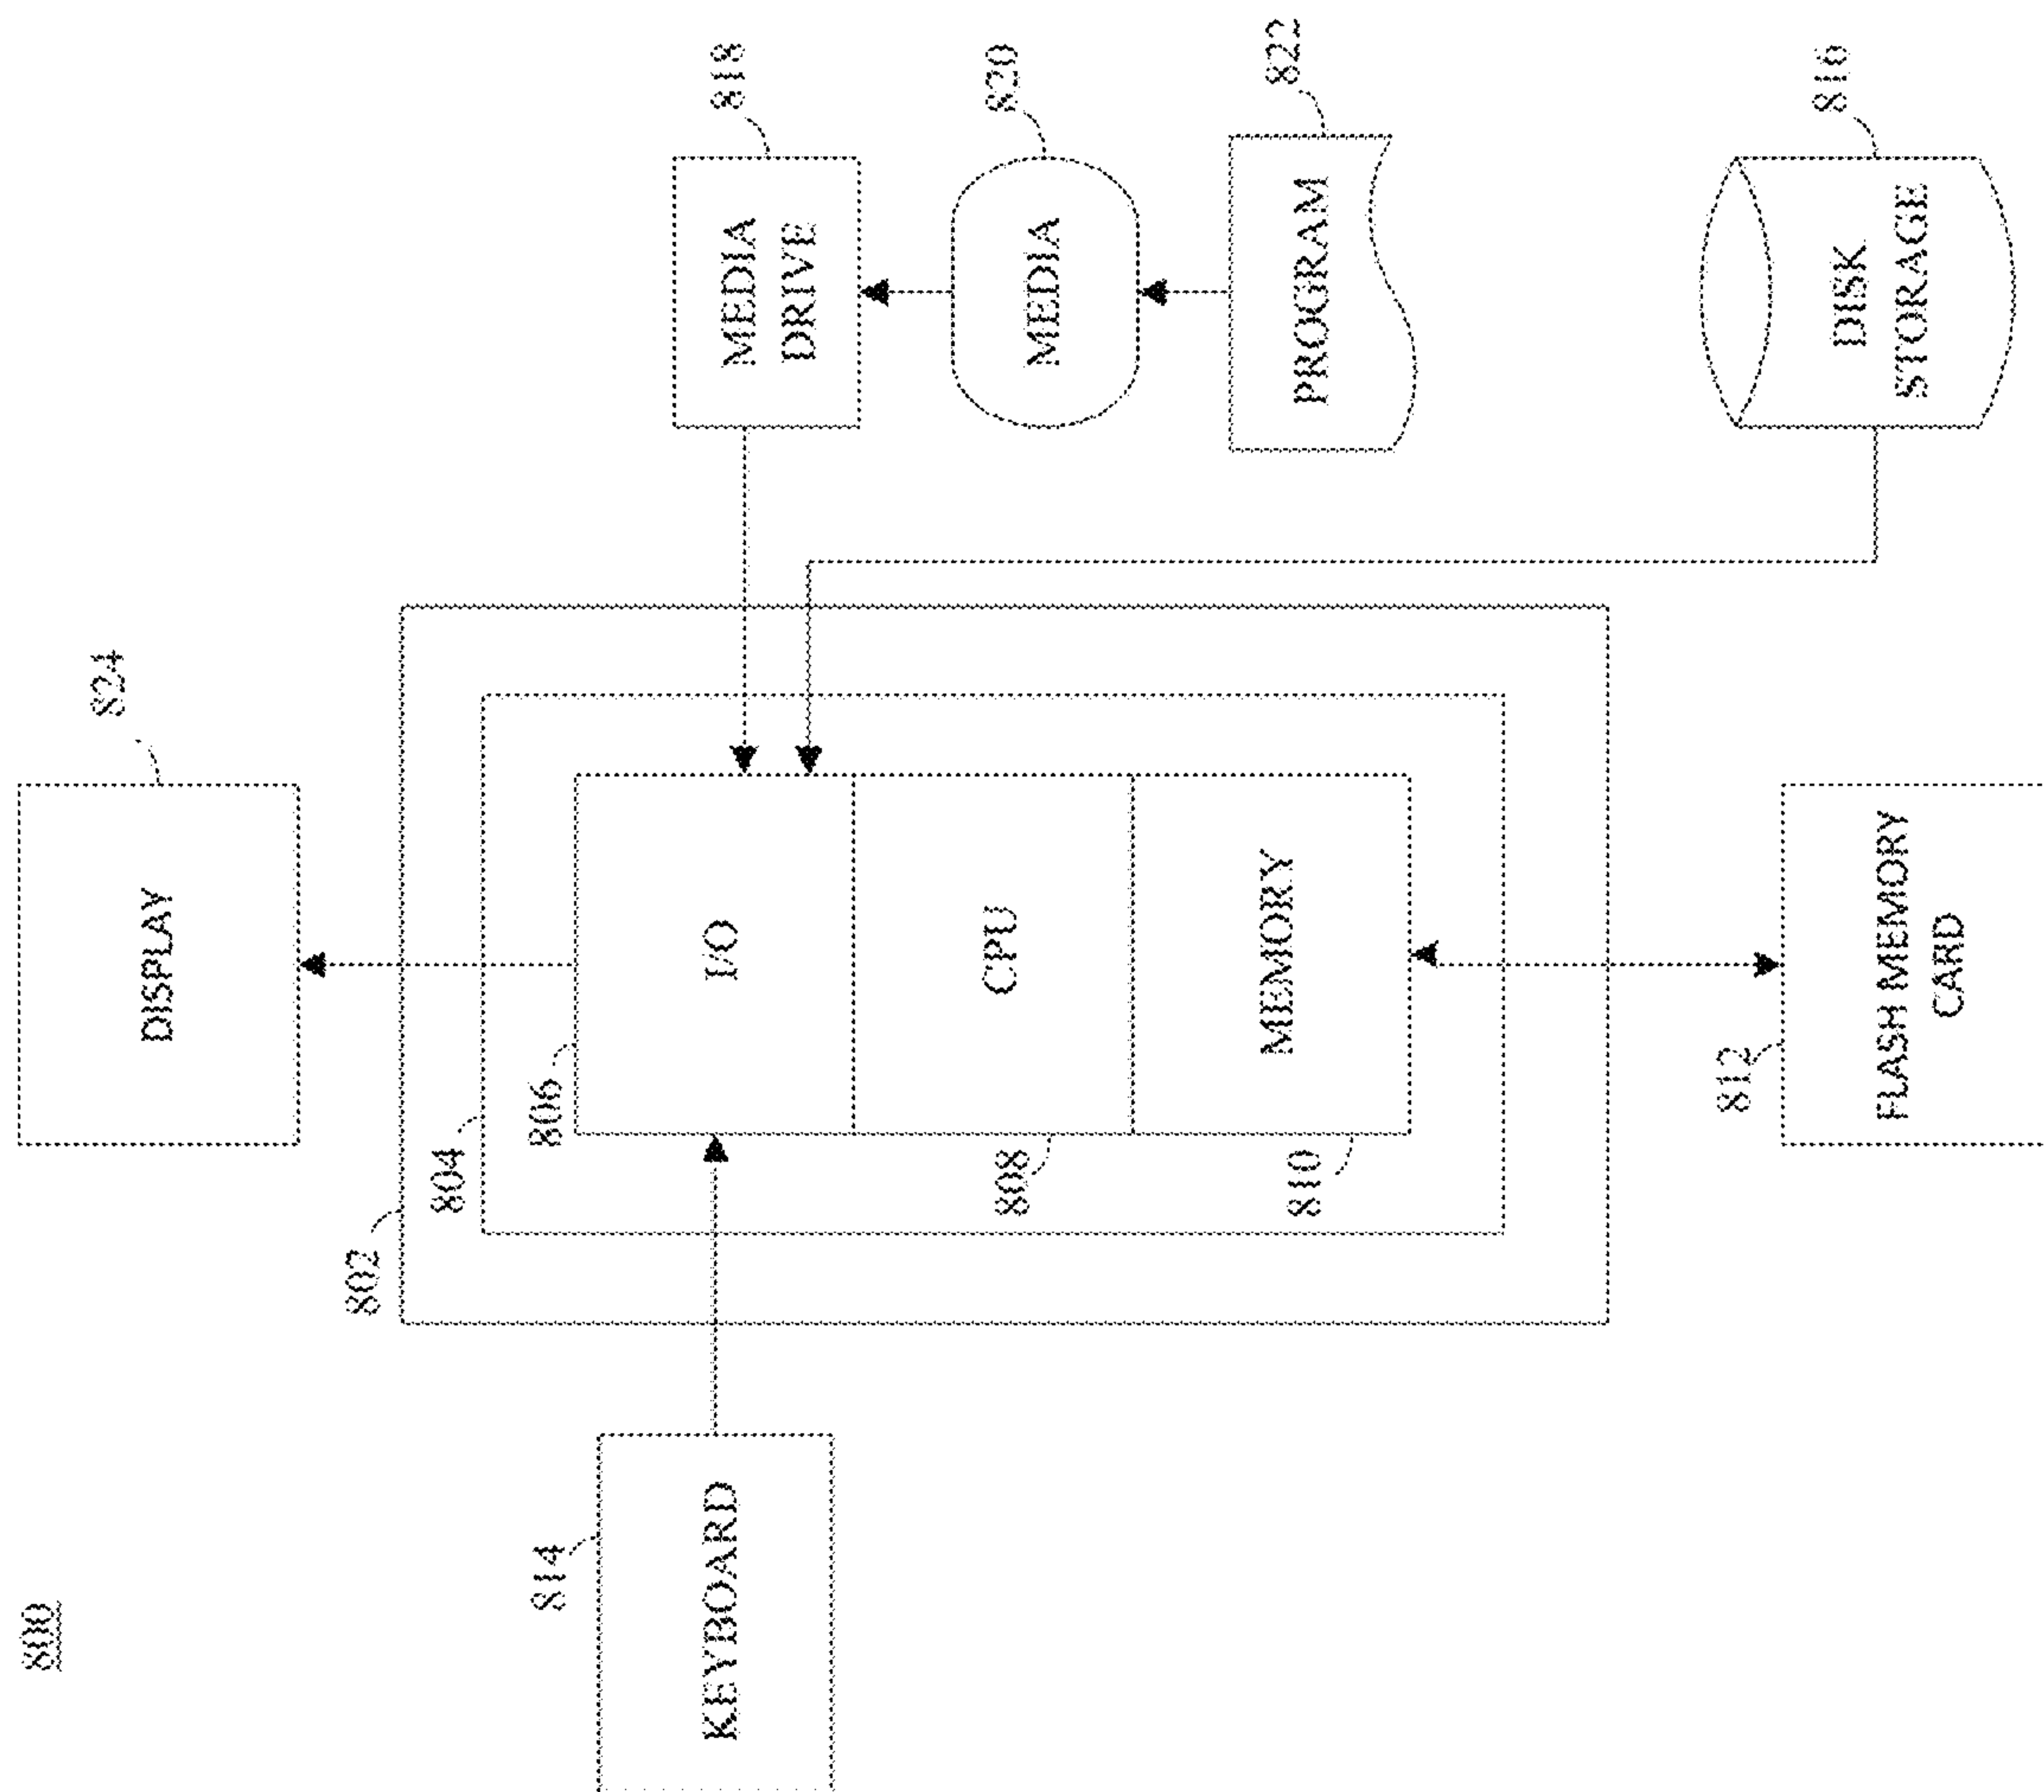 800
DISPLAY
824
802
804
806
I/O
CPU
808
MEMORY
810
814
KEYBOARD
818
MEDIA
DRIVE
820
MEDIA
822
PROGRAM
816
DISK
STORAGE
812
FLASH MEMORY
CARD